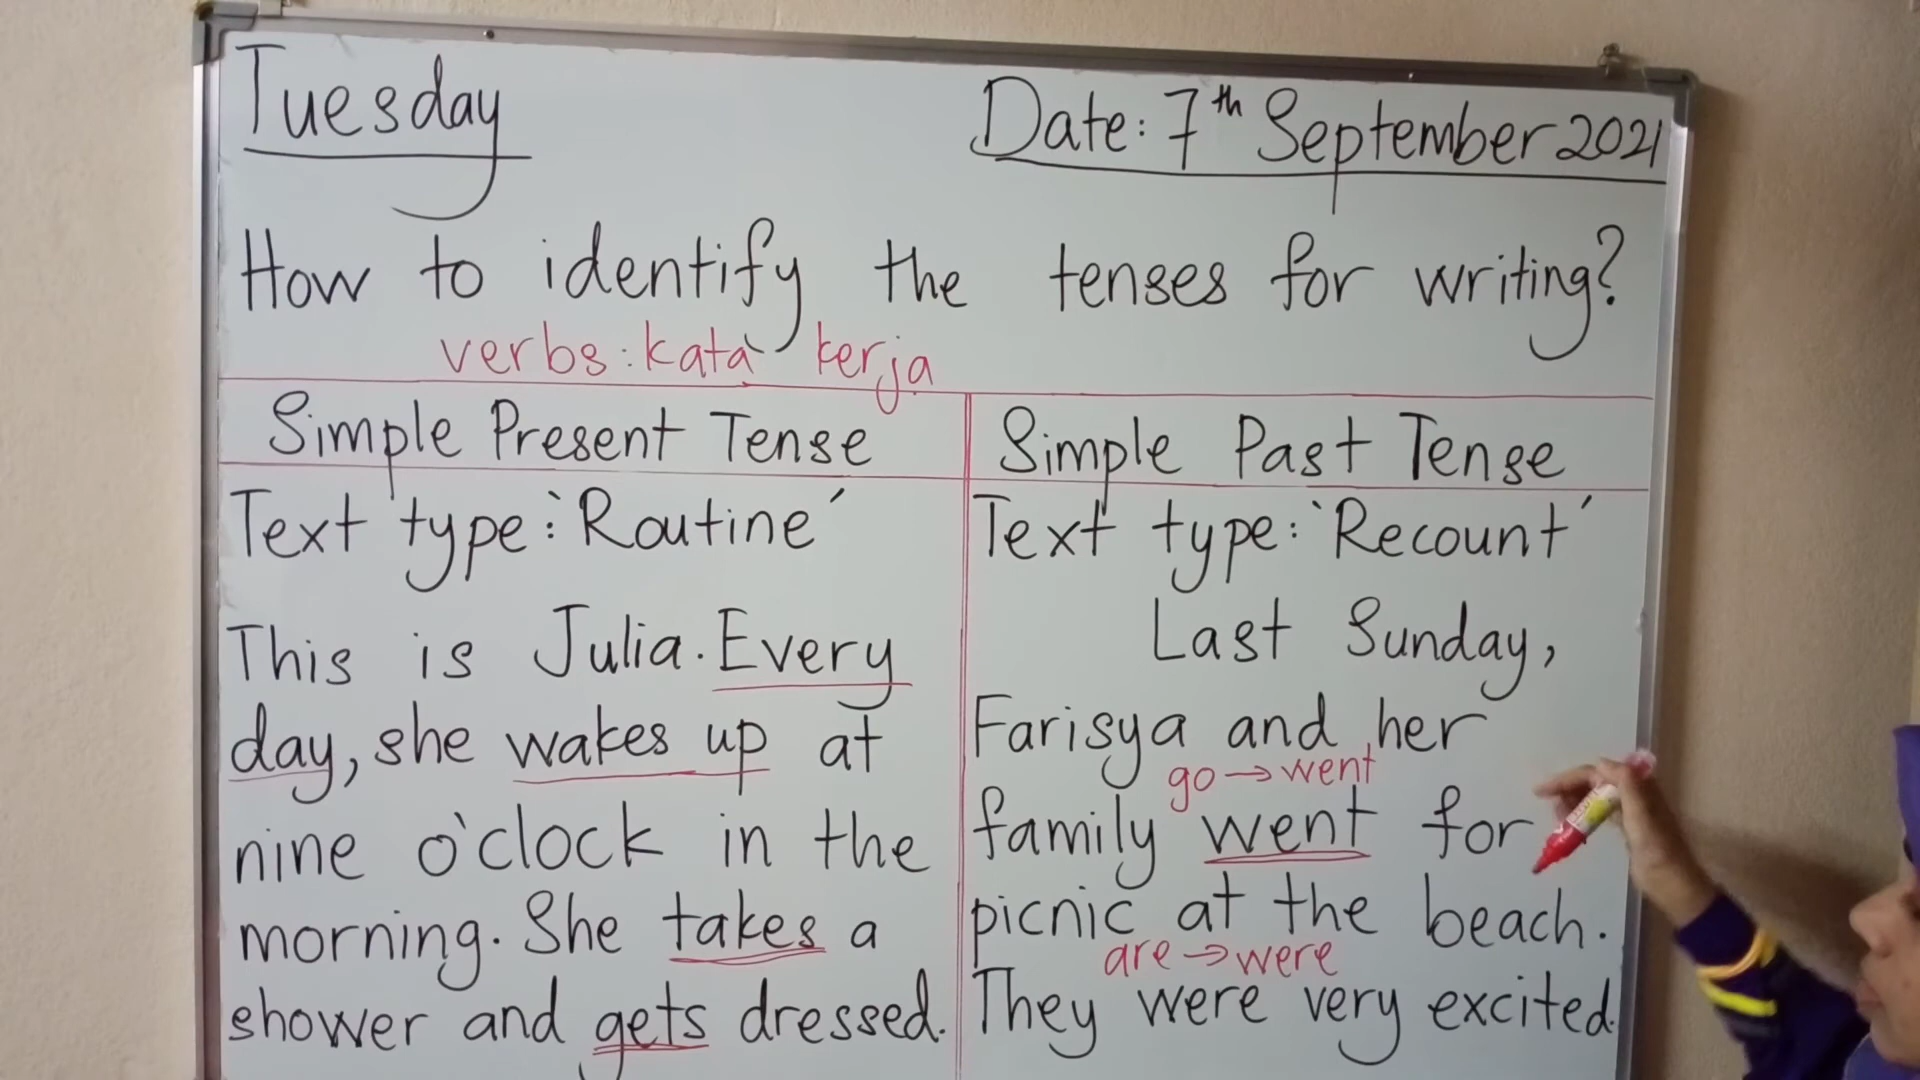 Tuesday
Date: 7th September 2021
How to identify the tenses for writing?
verbs: kata kerja
Simple Present Tense
Text type: 'Routine'
This is Julia. Every
day, she wakes up at
nine o'clock in the
morning. She takes a
shower and gets dressed.
Simple Past Tense
Text type: 'Recount'
Last Sunday,
Farisya and her
go → went
family went for
picnic at the beach.
are → were
They were very excited.